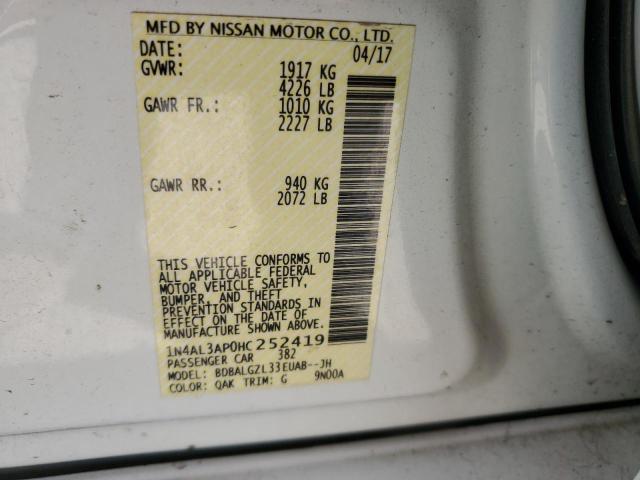 MFD BY NISSAN MOTOR CO., LTD.
DATE: 04/17
GVWR: 1917 KG
4226 LB
GAWR FR.: 1010 KG
2227 LB
GAWR RR.: 940 KG
2072 LB
THIS VEHICLE CONFORMS TO
ALL APPLICABLE FEDERAL
MOTOR VEHICLE SAFETY,
BUMPER, AND THEFT
PREVENTION STANDARDS IN
EFFECT ON THE DATE OF
MANUFACTURE SHOWN ABOVE.
1N4AL3AP0HC252419
PASSENGER CAR 382
MODEL: BDBALGZL33EUAB--JH
COLOR: QAK TRIM: G 9N00A